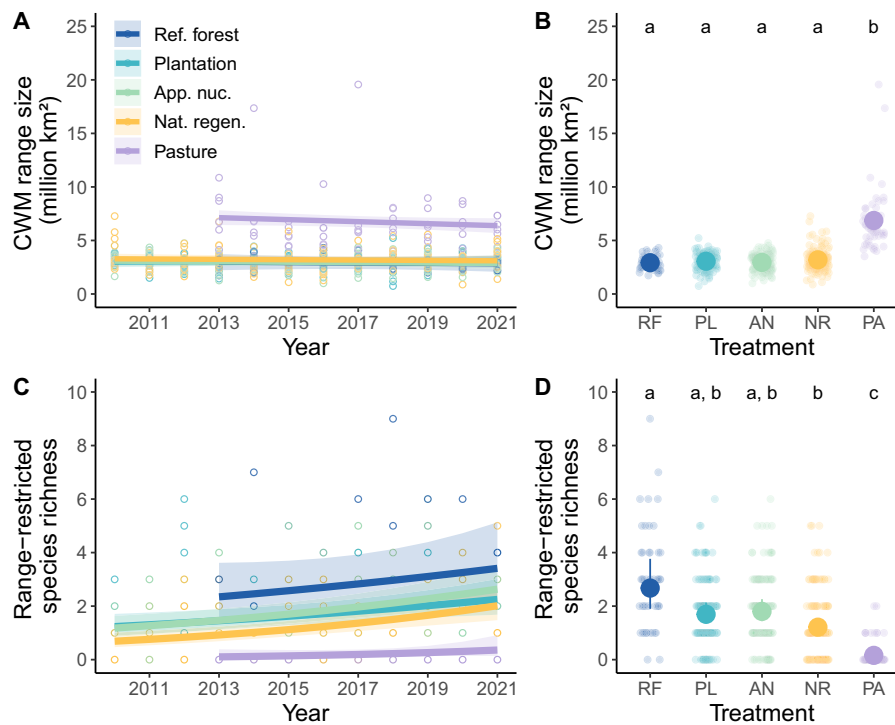 A
CWM range size
(million km²)
25
20
15
10
5
0
Ref. forest
Plantation
App. nuc.
Nat. regen.
Pasture
2011 2013 2015 2017 2019 2021
Year
B
CWM range size
(million km²)
25
20
15
10
5
0
a a a a b
RF PL AN NR PA
Treatment
C
Range−restricted
species richness
10
8
6
4
2
0
2011 2013 2015 2017 2019 2021
Year
D
Range−restricted
species richness
10
8
6
4
2
0
a a, b a, b b c
RF PL AN NR PA
Treatment